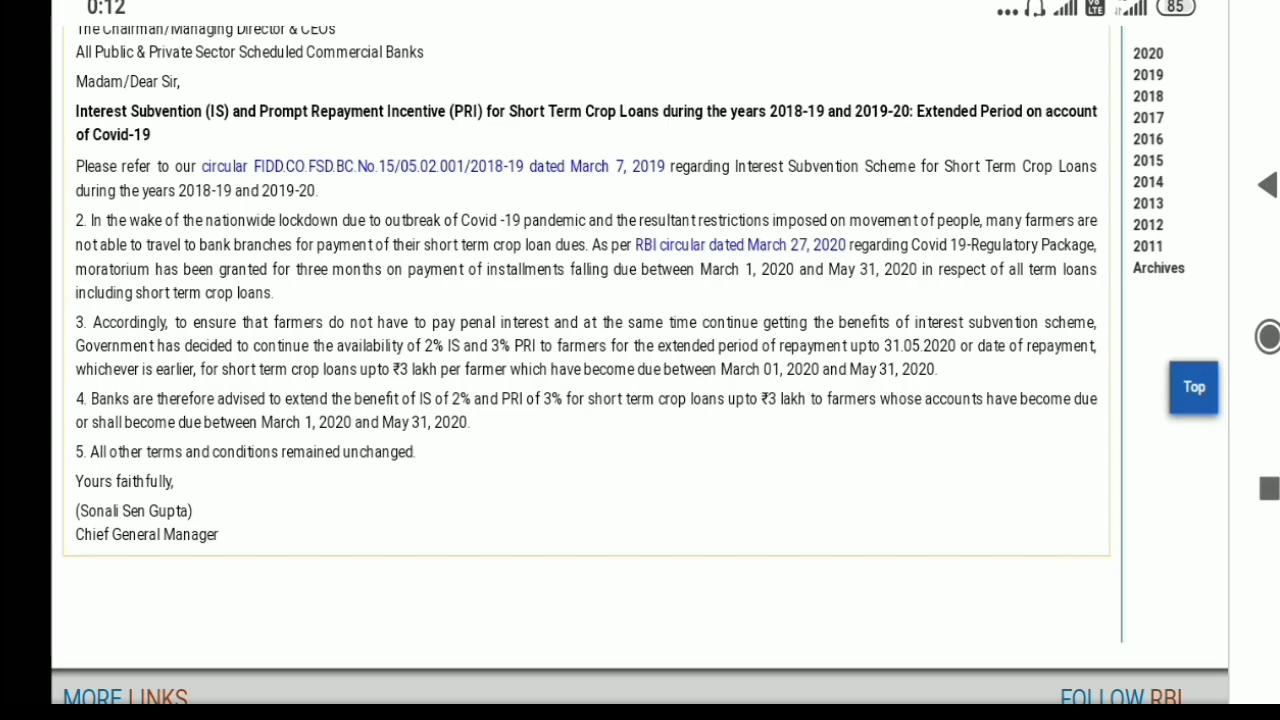 0:12
VO
LTE
85
The Chairman/Managing Director & CEOs
All Public & Private Sector Scheduled Commercial Banks
Madam/Dear Sir,
Interest Subvention (IS) and Prompt Repayment Incentive (PRI) for Short Term Crop Loans during the years 2018-19 and 2019-20: Extended Period on account
of Covid-19
Please refer to our circular FIDD.CO.FSD.BC.No.15/05.02.001/2018-19 dated March 7, 2019 regarding Interest Subvention Scheme for Short Term Crop Loans
during the years 2018-19 and 2019-20.
2. In the wake of the nationwide lockdown due to outbreak of Covid -19 pandemic and the resultant restrictions imposed on movement of people, many farmers are
not able to travel to bank branches for payment of their short term crop loan dues. As per RBI circular dated March 27, 2020 regarding Covid 19-Regulatory Package,
moratorium has been granted for three months on payment of installments falling due between March 1, 2020 and May 31, 2020 in respect of all term loans
including short term crop loans.
3. Accordingly, to ensure that farmers do not have to pay penal interest and at the same time continue getting the benefits of interest subvention scheme,
Government has decided to continue the availability of 2% IS and 3% PRI to farmers for the extended period of repayment upto 31.05.2020 or date of repayment,
whichever is earlier, for short term crop loans upto ₹3 lakh per farmer which have become due between March 01, 2020 and May 31, 2020.
4. Banks are therefore advised to extend the benefit of IS of 2% and PRI of 3% for short term crop loans upto ₹3 lakh to farmers whose accounts have become due
or shall become due between March 1, 2020 and May 31, 2020.
5. All other terms and conditions remained unchanged.
Yours faithfully,
(Sonali Sen Gupta)
Chief General Manager
2020
2019
2018
2017
2016
2015
2014
2013
2012
2011
Archives
Top
MORE LINKS
FOLLOW RBI